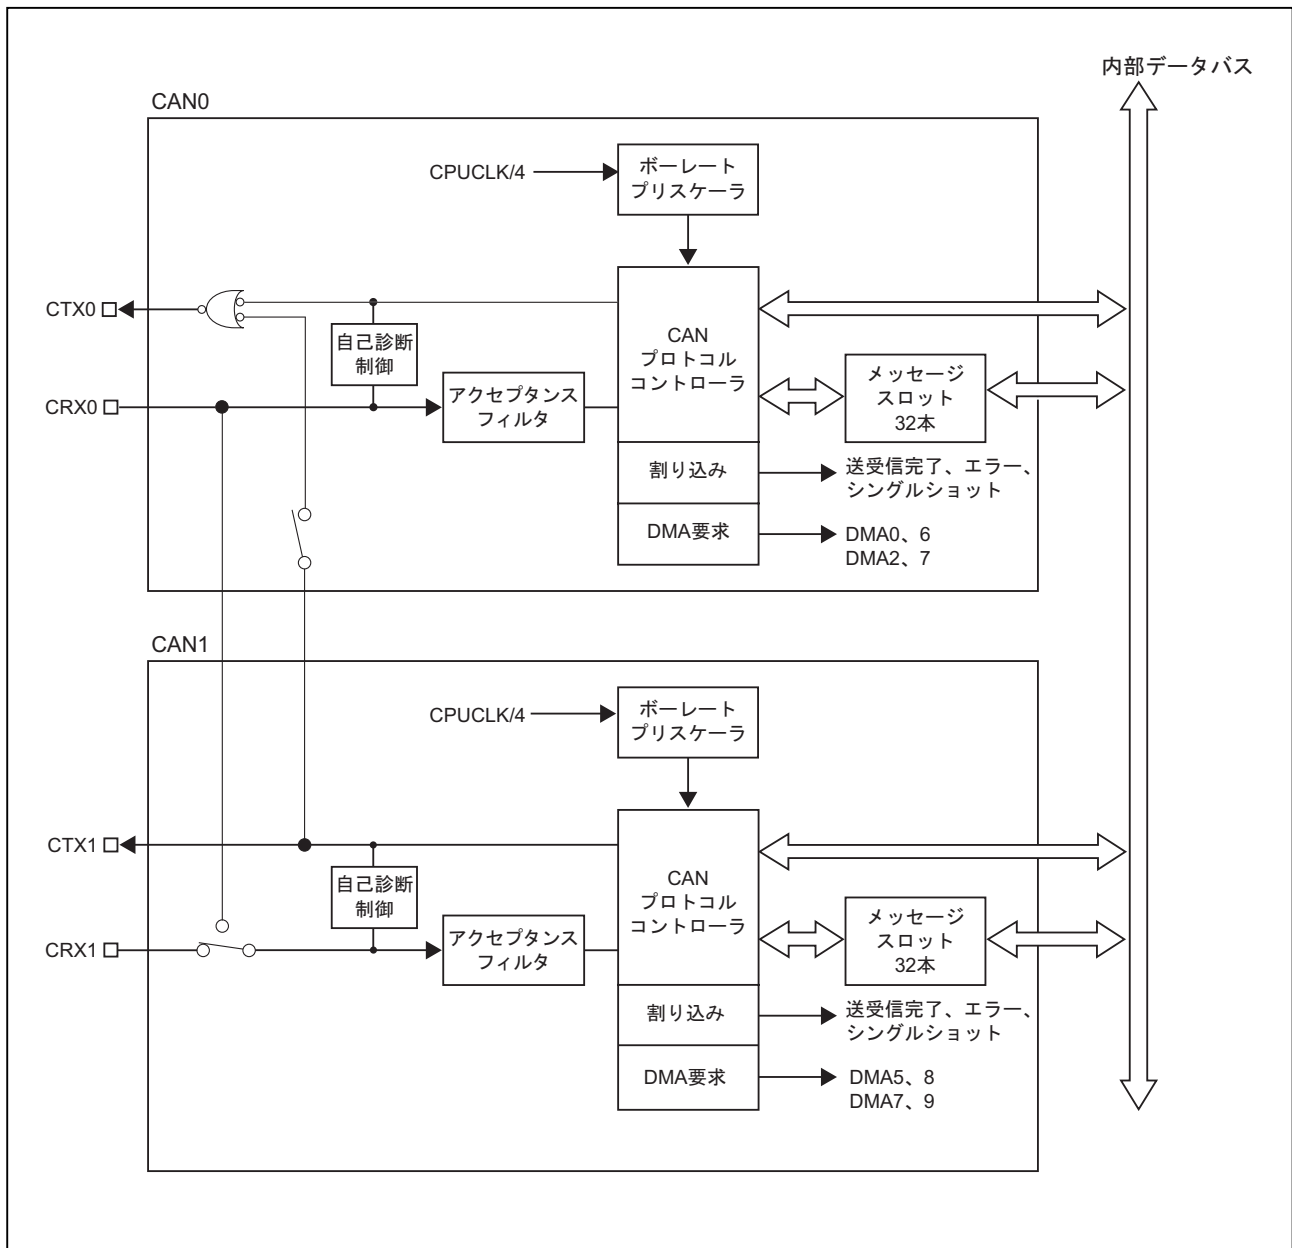 内部データバス
CAN0
CPUCLK/4
ボーレート
プリスケーラ
CTX0
自己診断
制御
CAN
プロトコル
コントローラ
CRX0
アクセプタンス
フィルタ
メッセージ
スロット
32本
割り込み
送受信完了、エラー、
シングルショット
DMA要求
DMA0、6
DMA2、7
CAN1
CPUCLK/4
ボーレート
プリスケーラ
CTX1
自己診断
制御
CAN
プロトコル
コントローラ
CRX1
アクセプタンス
フィルタ
メッセージ
スロット
32本
割り込み
送受信完了、エラー、
シングルショット
DMA要求
DMA5、8
DMA7、9